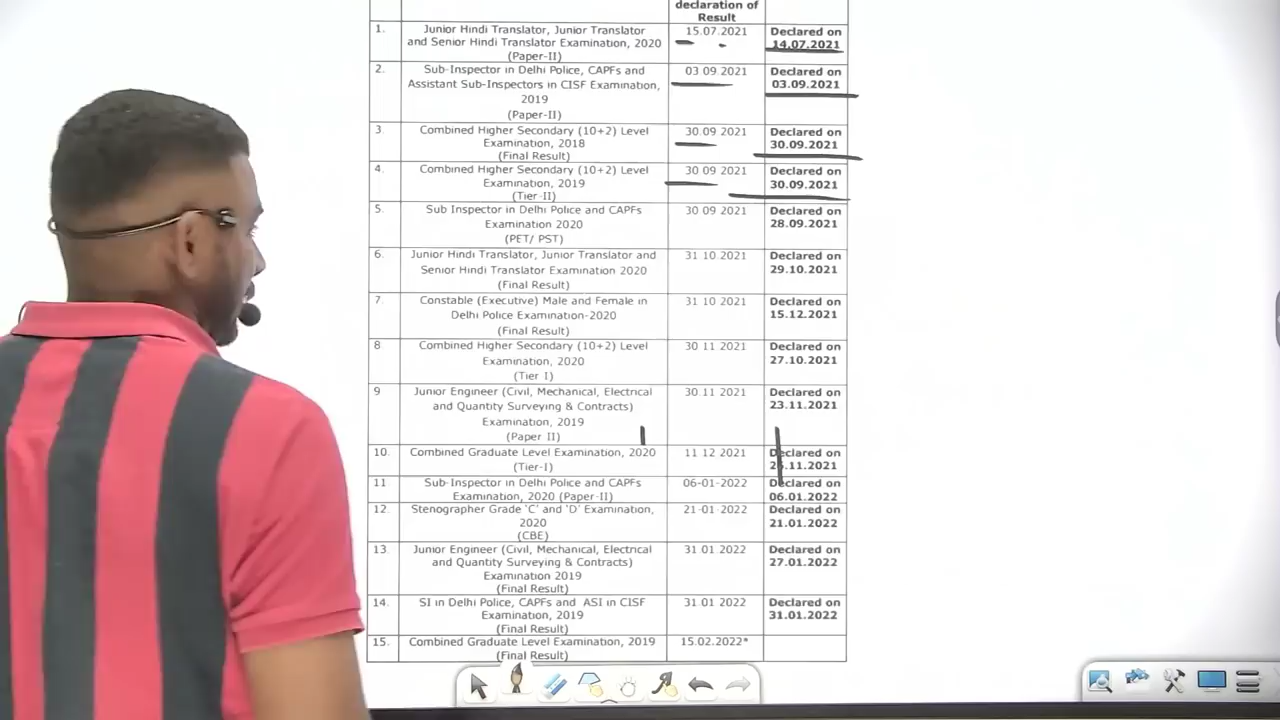 declaration of
Result
1. Junior Hindi Translator, Junior Translator 15.07.2021 Declared on
and Senior Hindi Translator Examination, 2020 14.07.2021
(Paper-II)
2. Sub-Inspector in Delhi Police, CAPFs and 03 09.2021 Declared on
Assistant Sub-Inspectors in CISF Examination, 03.09.2021
2019
(Paper-II)
3. Combined Higher Secondary (10+2) Level 30.09 2021 Declared on
Examination, 2018 30.09.2021
(Final Result)
4. Combined Higher Secondary (10+2) Level 30 09 2021 Declared on
Examination, 2019 30.09.2021
(Tier-II)
5. Sub Inspector in Delhi Police and CAPFs 30 09 2021 Declared on
Examination 2020 28.09.2021
(PET/ PST)
6. Junior Hindi Translator, Junior Translator and 31 10 2021 Declared on
Senior Hindi Translator Examination 2020 29.10.2021
(Final Result)
7. Constable (Executive) Male and Female in 31 10 2021 Declared on
Delhi Police Examination-2020 15.12.2021
(Final Result)
8 Combined Higher Secondary (10+2) Level 30 11 2021 Declared on
Examination, 2020 27.10.2021
(Tier I)
9 Junior Engineer (Civil, Mechanical, Electrical 30 11 2021 Declared on
and Quantity Surveying & Contracts) 23.11.2021
Examination, 2019
(Paper II)
10. Combined Graduate Level Examination, 2020 11 12 2021 Declared on
(Tier-I)
11 Sub-Inspector in Delhi Police and CAPFs 06-01-2022 Declared on
Examination, 2020 (Paper-II) 06.01.2022
12. Stenographer Grade 'C' and 'D' Examination, 21-01-2022 Declared on
2020 21.01.2022
(CBE)
13. Junior Engineer (Civil, Mechanical, Electrical 31 01 2022 Declared on
and Quantity Surveying & Contracts) 27.01.2022
Examination 2019
(Final Result)
14. SI in Delhi Police, CAPFs and ASI in CISF 31 01 2022 Declared on
Examination, 2019 31.01.2022
(Final Result)
15. Combined Graduate Level Examination, 2019 15.02.2022*
(Final Result)